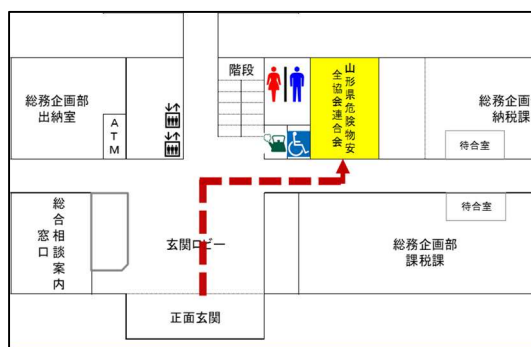 階段
山形県危険物安
全協会連合会
総務企画部
出納室
ATM
総務企画部
納税課
待合室
待合室
総合相談案内
窓口
玄関ロビー
総務企画部
課税課
正面玄関